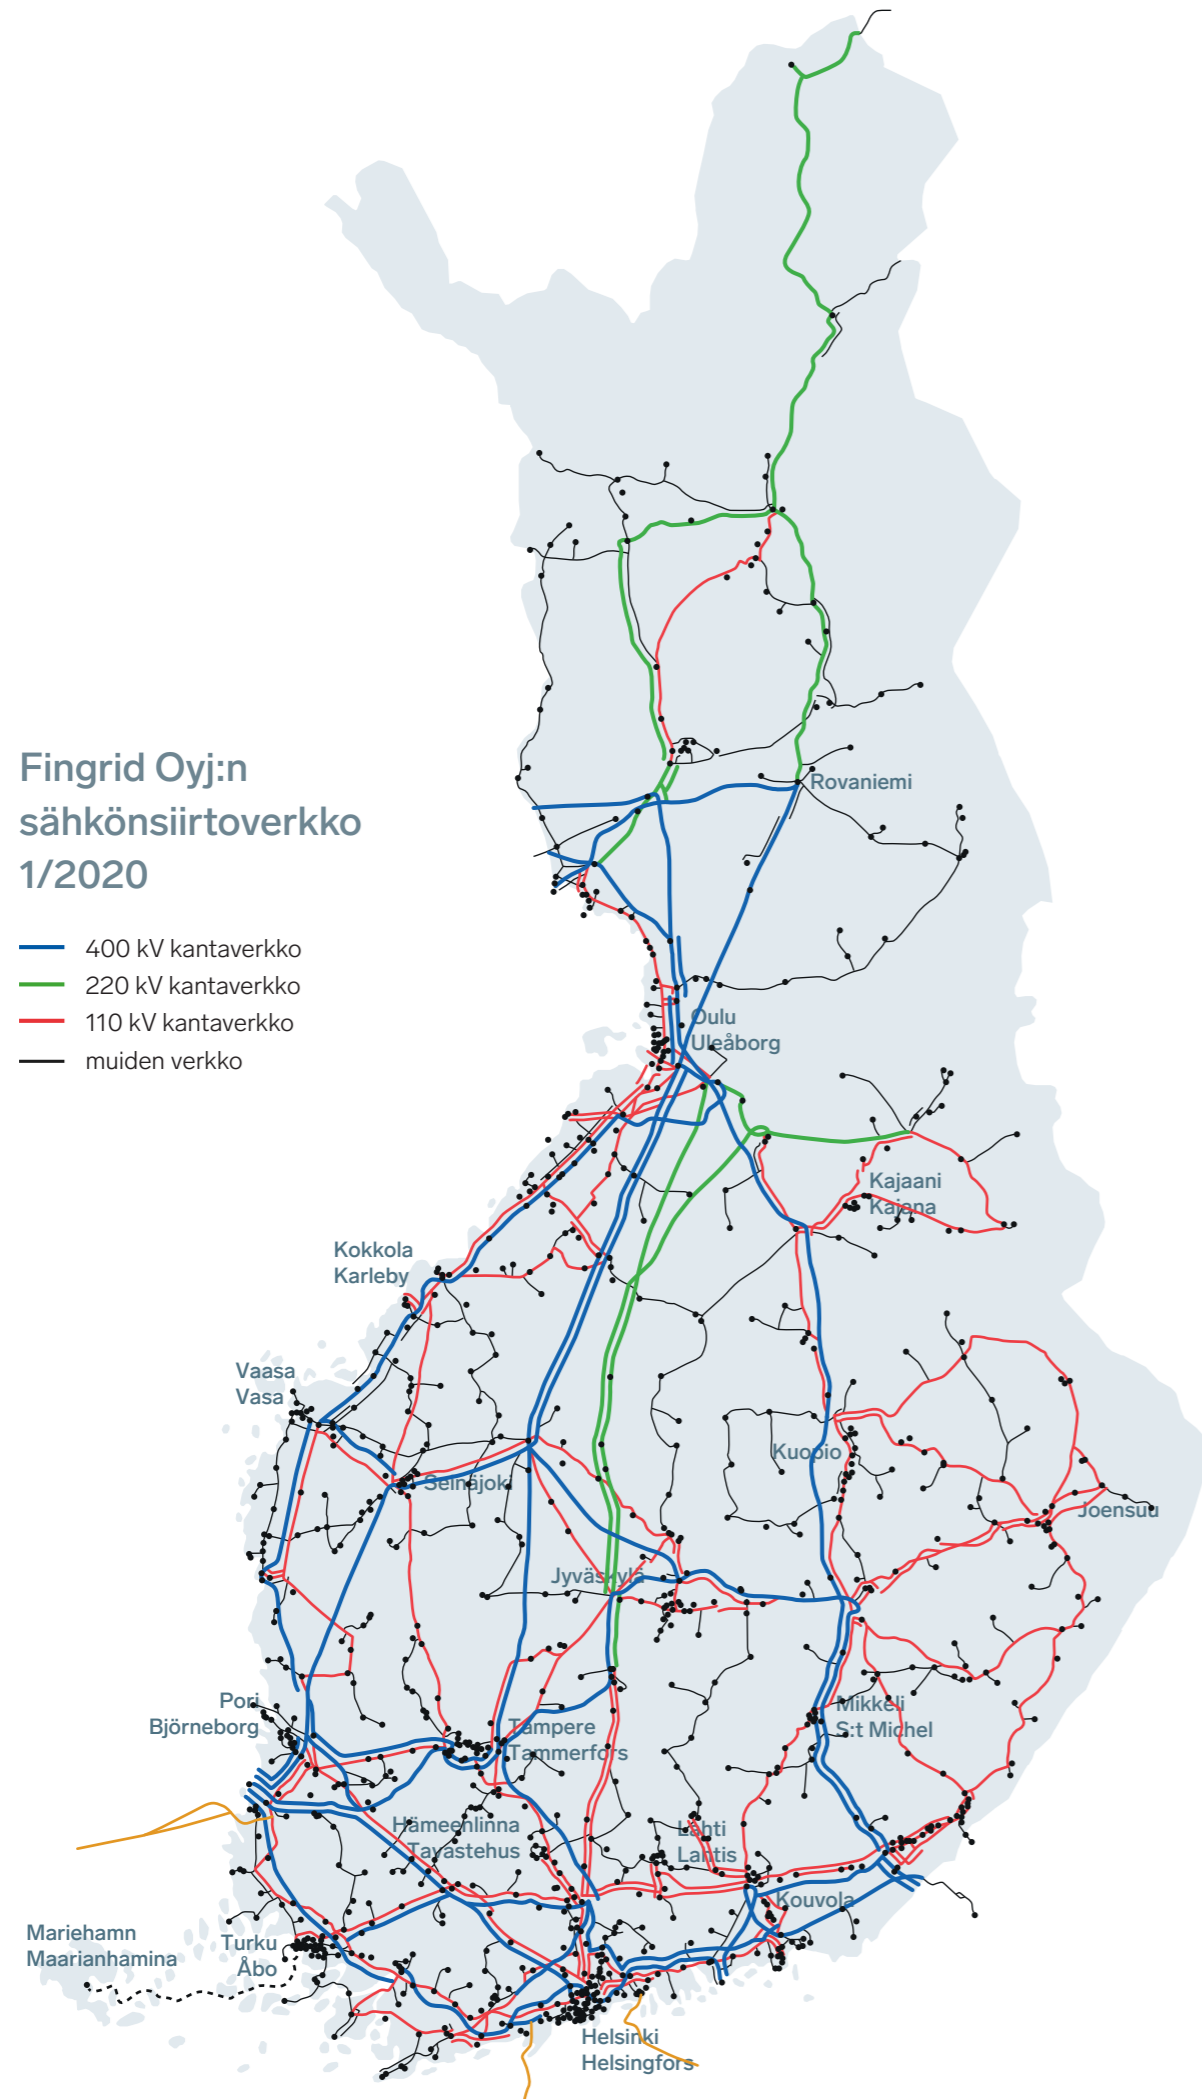 Fingrid Oyj:n
sähkönsiirtoverkko
1/2020
400 kV kantaverkko
220 kV kantaverkko
110 kV kantaverkko
muiden verkko
Rovaniemi
Oulu
Uleåborg
Kajaani
Kajana
Kokkola
Karleby
Vaasa
Vasa
Kuopio
Seinäjoki
Joensuu
Jyväskylä
Pori
Björneborg
Mikkeli
S:t Michel
Tampere
Tammerfors
Hämeenlinna
Tavastehus
Lahti
Lahtis
Kouvola
Mariehamn
Maarianhamina
Turku
Åbo
Helsinki
Helsingfors